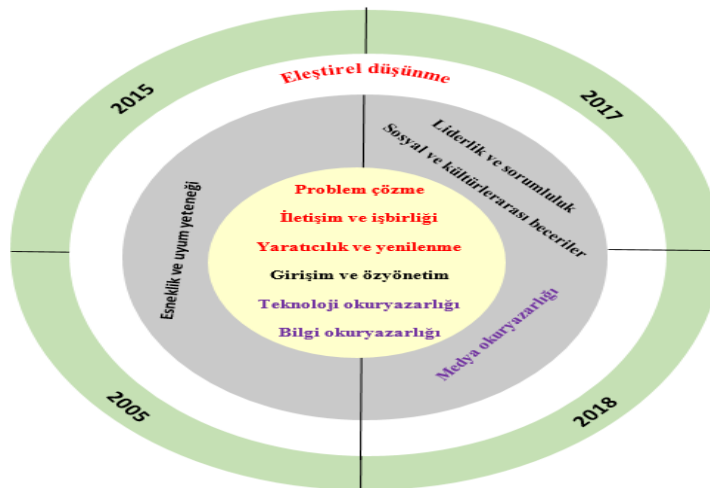 Eleştirel düşünme
2015
2017
Liderlik ve sorumluluk
Sosyal ve kültürlerarası beceriler
Esneklik ve uyum yeteneği
Problem çözme
İletişim ve işbirliği
Yaratıcılık ve yenilenme
Girişim ve özyönetim
Teknoloji okuryazarlığı
Bilgi okuryazarlığı
Medya okuryazarlığı
2005
2018